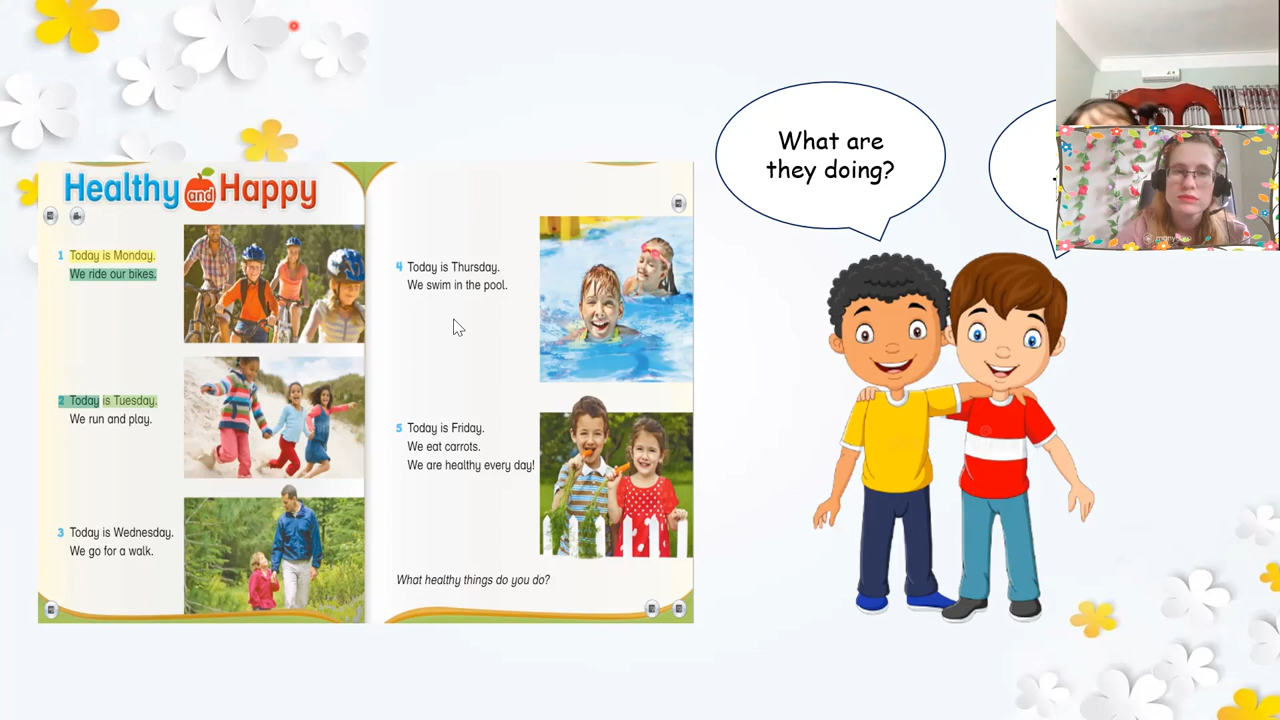 Healthy and Happy
1 Today is Monday.
We ride our bikes.
2 Today is Tuesday.
We run and play.
3 Today is Wednesday.
We go for a walk.
4 Today is Thursday.
We swim in the pool.
5 Today is Friday.
We eat carrots.
We are healthy every day!
What healthy things do you do?
What are
they doing?